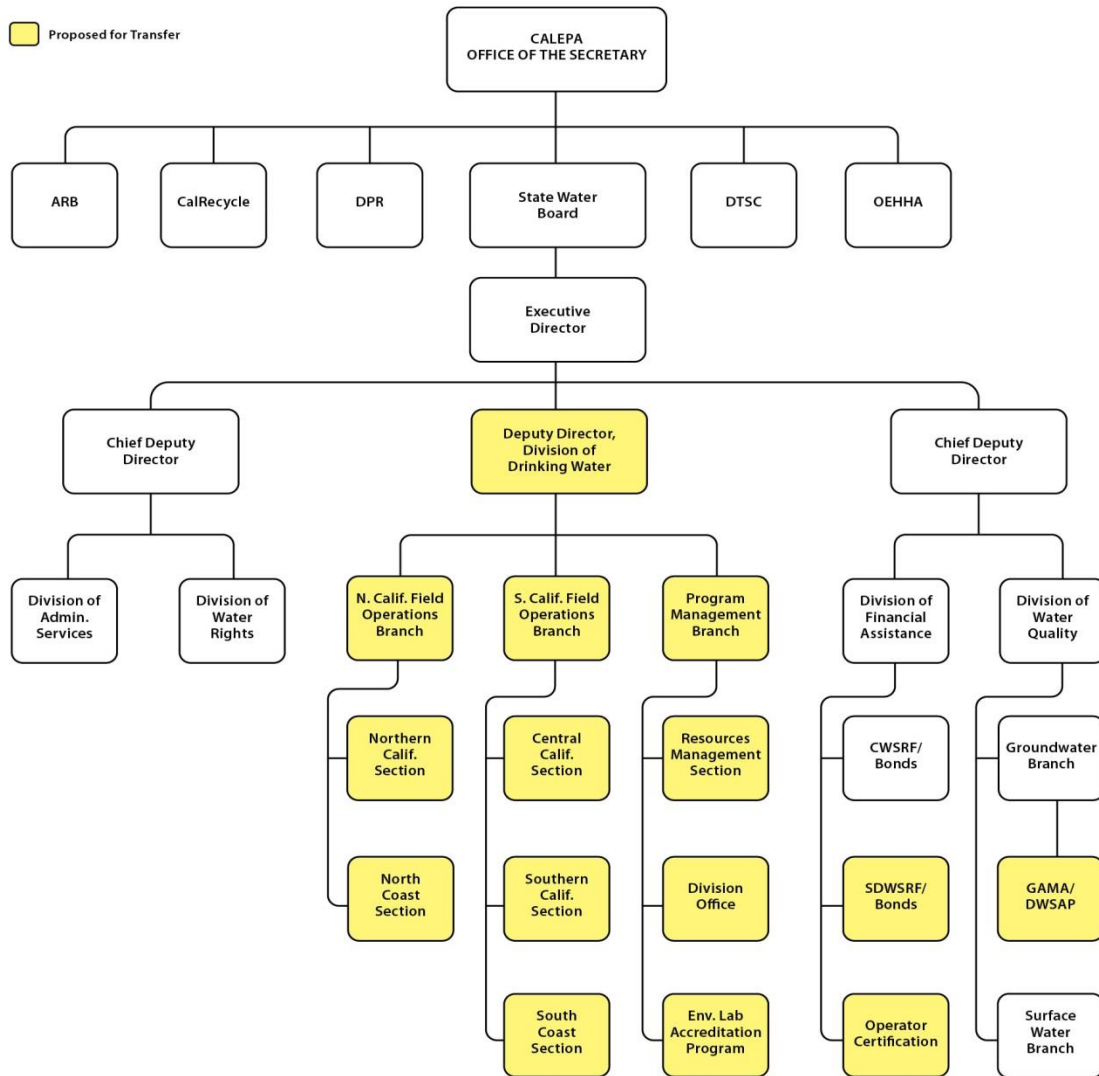 Proposed for Transfer
CALEPA
OFFICE OF THE SECRETARY
ARB
CalRecycle
DPR
State Water
Board
DTSC
OEHHA
Executive
Director
Chief Deputy
Director
Deputy Director,
Division of
Drinking Water
Chief Deputy
Director
Division of
Admin.
Services
Division of
Water
Rights
N. Calif. Field
Operations
Branch
S. Calif. Field
Operations
Branch
Program
Management
Branch
Division of
Financial
Assistance
Division of
Water
Quality
Northern
Calif.
Section
Central
Calif.
Section
Resources
Management
Section
CWSRF/
Bonds
Groundwater
Branch
North
Coast
Section
Southern
Calif.
Section
Division
Office
SDWSRF/
Bonds
GAMA/
DWSAP
South
Coast
Section
Env. Lab
Accreditation
Program
Operator
Certification
Surface
Water
Branch